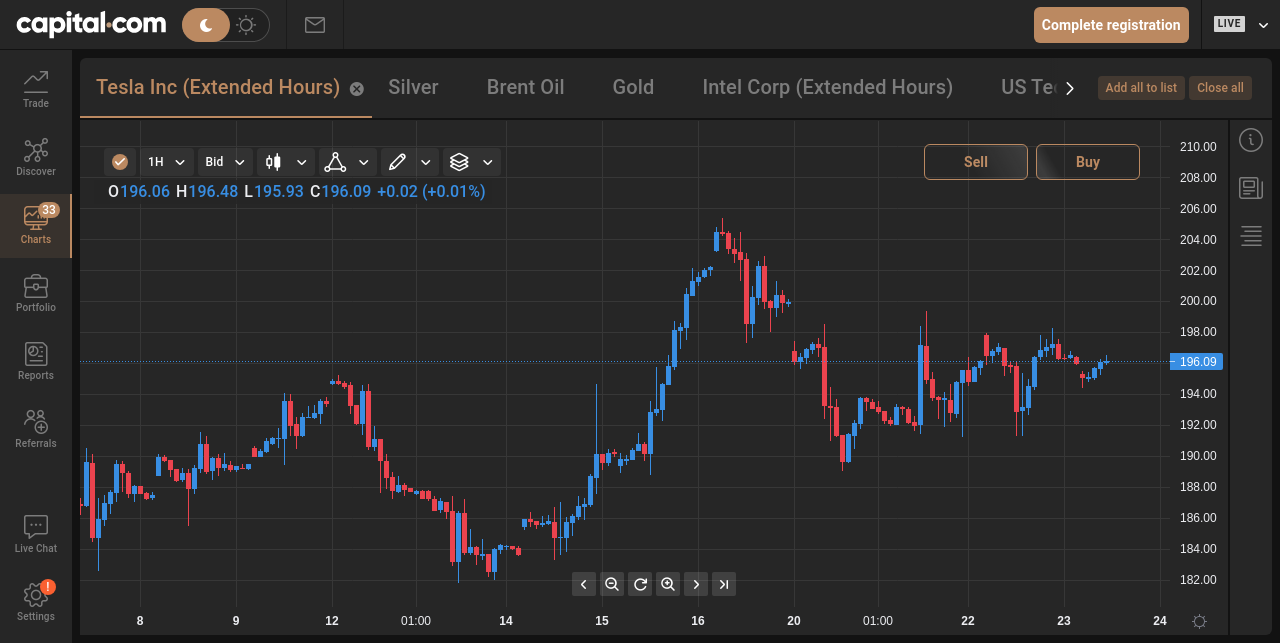 capital.com
Complete registration
LIVE
Trade
Discover
33
Charts
Portfolio
Reports
Referrals
Live Chat
!
Settings
Tesla Inc (Extended Hours)
Silver
Brent Oil
Gold
Intel Corp (Extended Hours)
US Te
Add all to list
Close all
1H
Bid
Sell
Buy
O196.06 H196.48 L195.93 C196.09 +0.02 (+0.01%)
210.00
208.00
206.00
204.00
202.00
200.00
198.00
196.09
194.00
192.00
190.00
188.00
186.00
184.00
182.00
8 9 12 01:00 14 15 16 20 01:00 22 23 24